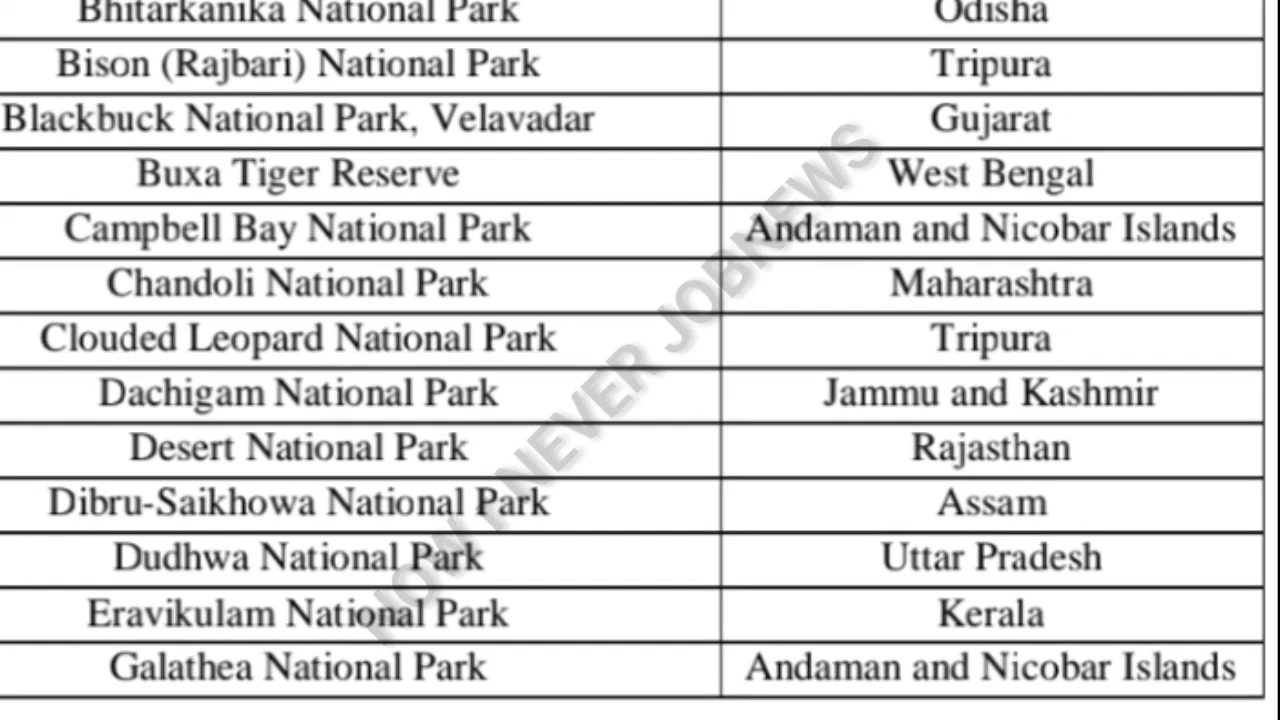 Bhitarkanika National Park Odisha
Bison (Rajbari) National Park Tripura
Blackbuck National Park, Velavadar Gujarat
Buxa Tiger Reserve West Bengal
Campbell Bay National Park Andaman and Nicobar Islands
Chandoli National Park Maharashtra
Clouded Leopard National Park Tripura
Dachigam National Park Jammu and Kashmir
Desert National Park Rajasthan
Dibru-Saikhowa National Park Assam
Dudhwa National Park Uttar Pradesh
Eravikulam National Park Kerala
Galathea National Park Andaman and Nicobar Islands
NEVER JOBNEWS